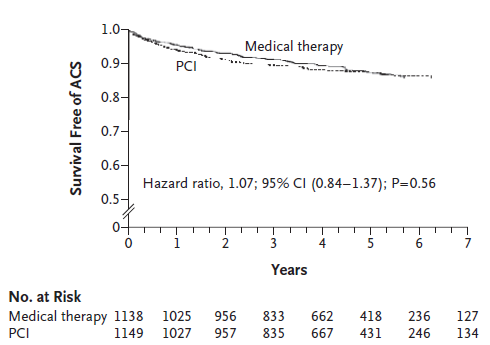 1.0
Medical therapy
0.9
PCI
0.8
0.7
0.6
Hazard ratio, 1.07; 95% CI (0.84–1.37); P=0.56
0.5
0
Survival Free of ACS
0 1 2 3 4 5 6 7
Years
No. at Risk
Medical therapy 1138 1025 956 833 662 418 236 127
PCI 1149 1027 957 835 667 431 246 134